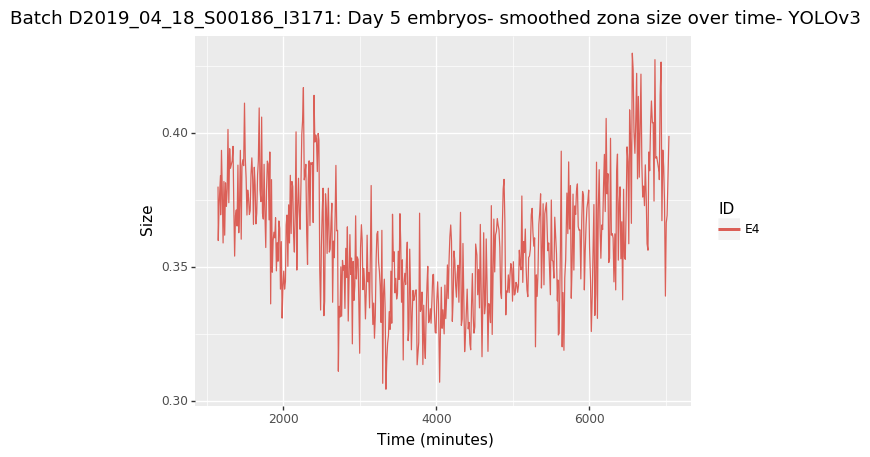 Batch D2019_04_18_S00186_I3171: Day 5 embryos- smoothed zona size over time- YOLOv3
0.40
0.35
0.30
Size
2000
4000
6000
Time (minutes)
ID
E4